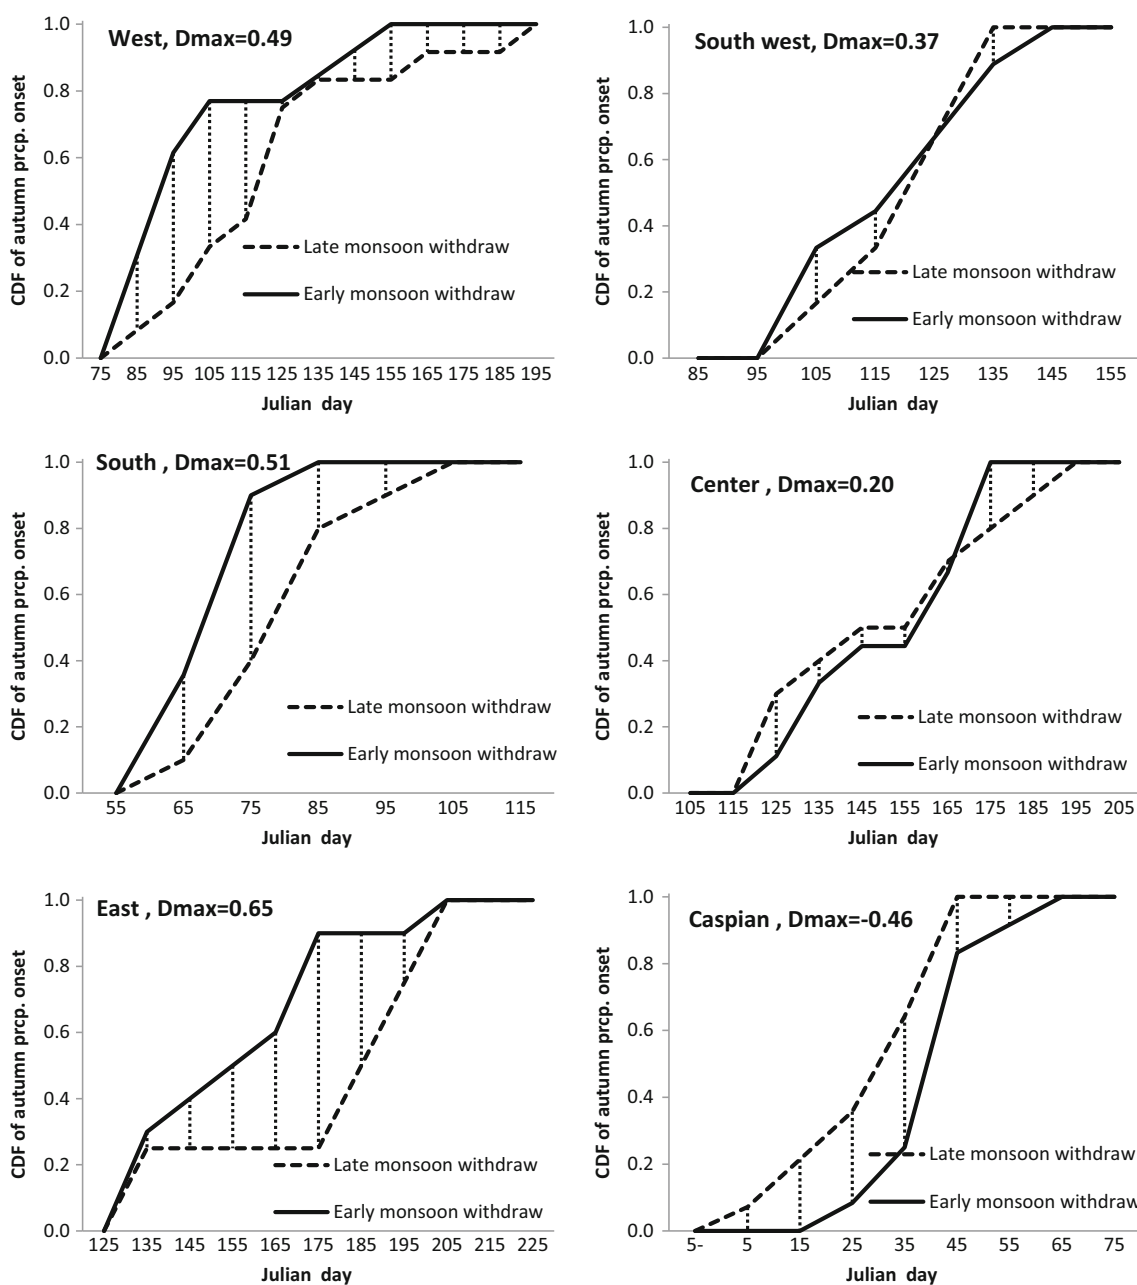 West, Dmax=0.49
CDF of autumn prcp. onset
1.0
0.8
0.6
0.4
0.2
0.0
Late monsoon withdraw
Early monsoon withdraw
75 85 95 105 115 125 135 145 155 165 175 185 195
Julian day
South west, Dmax=0.37
CDF of autumn prcp. onset
1.0
0.8
0.6
0.4
0.2
0.0
Late monsoon withdraw
Early monsoon withdraw
85 95 105 115 125 135 145 155
Julian day
South , Dmax=0.51
CDF of autumn prcp. onset
1.0
0.8
0.6
0.4
0.2
0.0
Late monsoon withdraw
Early monsoon withdraw
55 65 75 85 95 105 115
Julian day
Center , Dmax=0.20
CDF of autumn prcp. onset
1.0
0.8
0.6
0.4
0.2
0.0
Late monsoon withdraw
Early monsoon withdraw
105 115 125 135 145 155 165 175 185 195 205
Julian day
East , Dmax=0.65
CDF of autumn prcp. onset
1.0
0.8
0.6
0.4
0.2
0.0
Late monsoon withdraw
Early monsoon withdraw
125 135 145 155 165 175 185 195 205 215 225
Julian day
Caspian , Dmax=-0.46
CDF of autumn prcp. onset
1.0
0.8
0.6
0.4
0.2
0.0
Late monsoon withdraw
Early monsoon withdraw
5- 5 15 25 35 45 55 65 75
Julian day